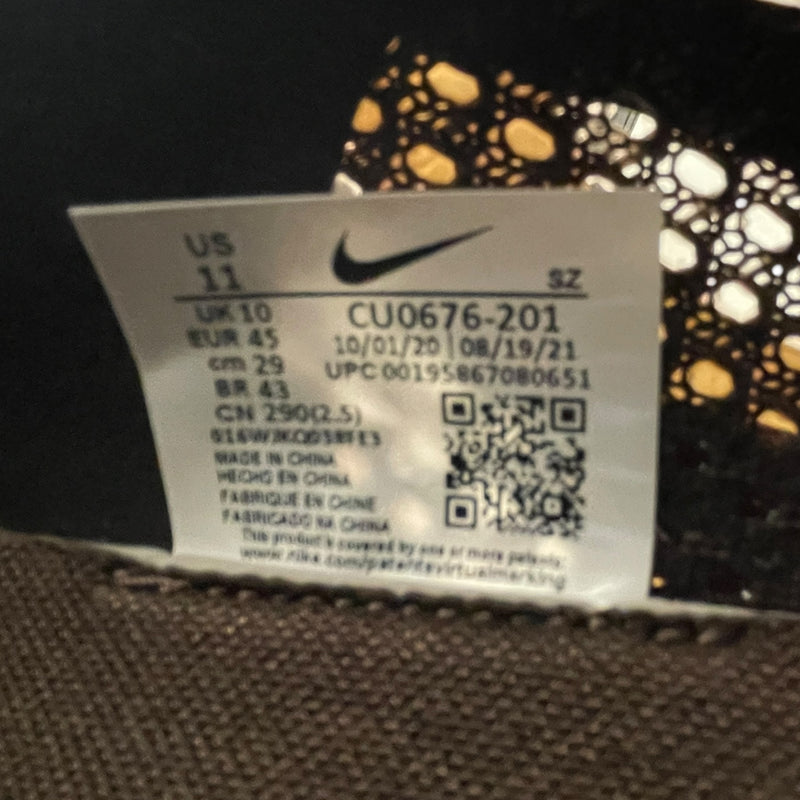 US
11
SZ
UK 10
EUR 45
cm 29
BR 43
CN 290(2.5)
CU0676-201
10/01/20 | 08/19/21
UPC 00195867080651
MADE IN CHINA
HECHO EN CHINA
FABRIQUE EN CHINE
FABRICADO NA CHINA
This product is covered by one or more patents.
www.nike.com/patentsvirtualmarking